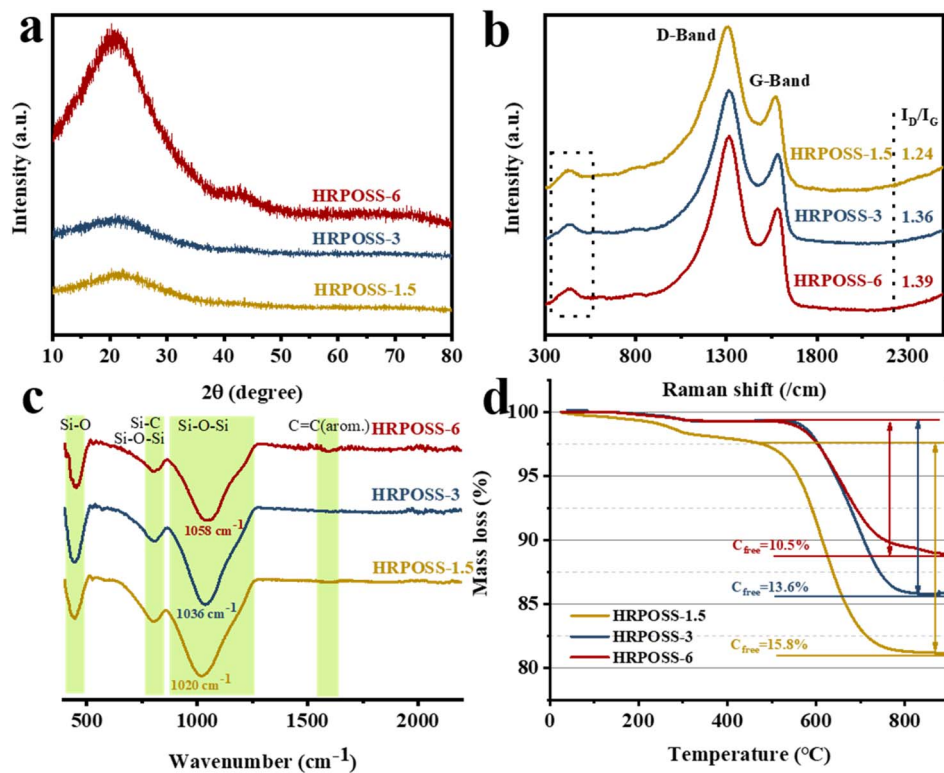 a
HRPOSS-6
HRPOSS-3
HRPOSS-1.5
Intensity (a.u.)
10 20 30 40 50 60 70 80
2θ (degree)
b
D-Band
G-Band
I_D/I_G
HRPOSS-1.5 1.24
HRPOSS-3 1.36
HRPOSS-6 1.39
Intensity (a.u.)
300 800 1300 1800 2300
Raman shift (/cm)
c
Si-O
Si-C
Si-O-Si
Si-O-Si
C=C(arom.)
HRPOSS-6
1058 cm⁻¹
HRPOSS-3
1036 cm⁻¹
HRPOSS-1.5
1020 cm⁻¹
500 1000 1500 2000
Wavenumber (cm⁻¹)
d
100
95
90
85
80
Mass loss (%)
C_free=10.5%
C_free=13.6%
C_free=15.8%
HRPOSS-1.5
HRPOSS-3
HRPOSS-6
0 200 400 600 800
Temperature (°C)